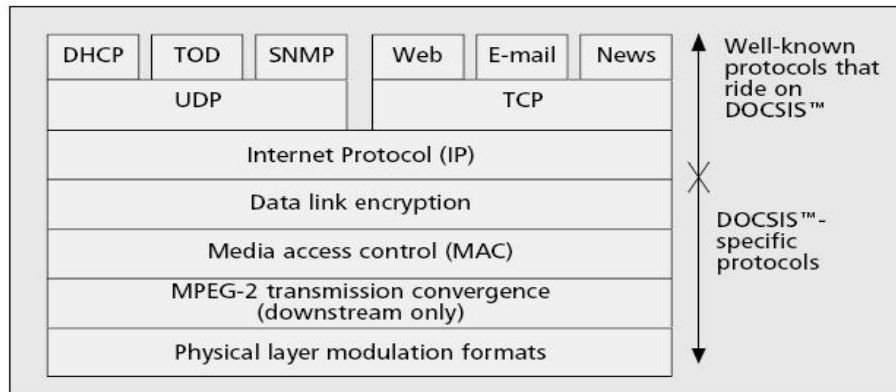 DHCP TOD SNMP Web E-mail News
UDP TCP
Internet Protocol (IP)
Data link encryption
Media access control (MAC)
MPEG-2 transmission convergence
(downstream only)
Physical layer modulation formats
Well-known
protocols that
ride on
DOCSIS™
DOCSIS™-
specific
protocols